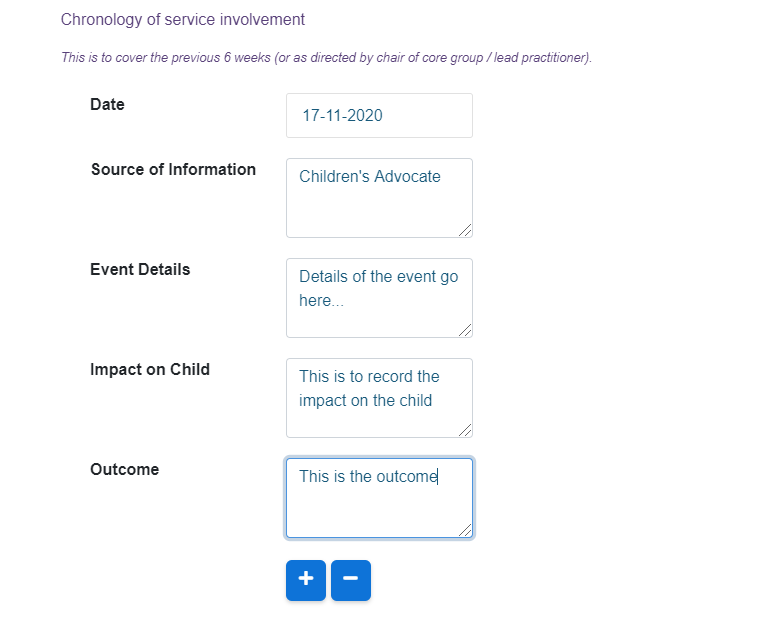 Chronology of service involvement
This is to cover the previous 6 weeks (or as directed by chair of core group / lead practitioner).
Date
17-11-2020
Source of Information
Children's Advocate
Event Details
Details of the event go
here...
Impact on Child
This is to record the
impact on the child
Outcome
This is the outcome
+ −